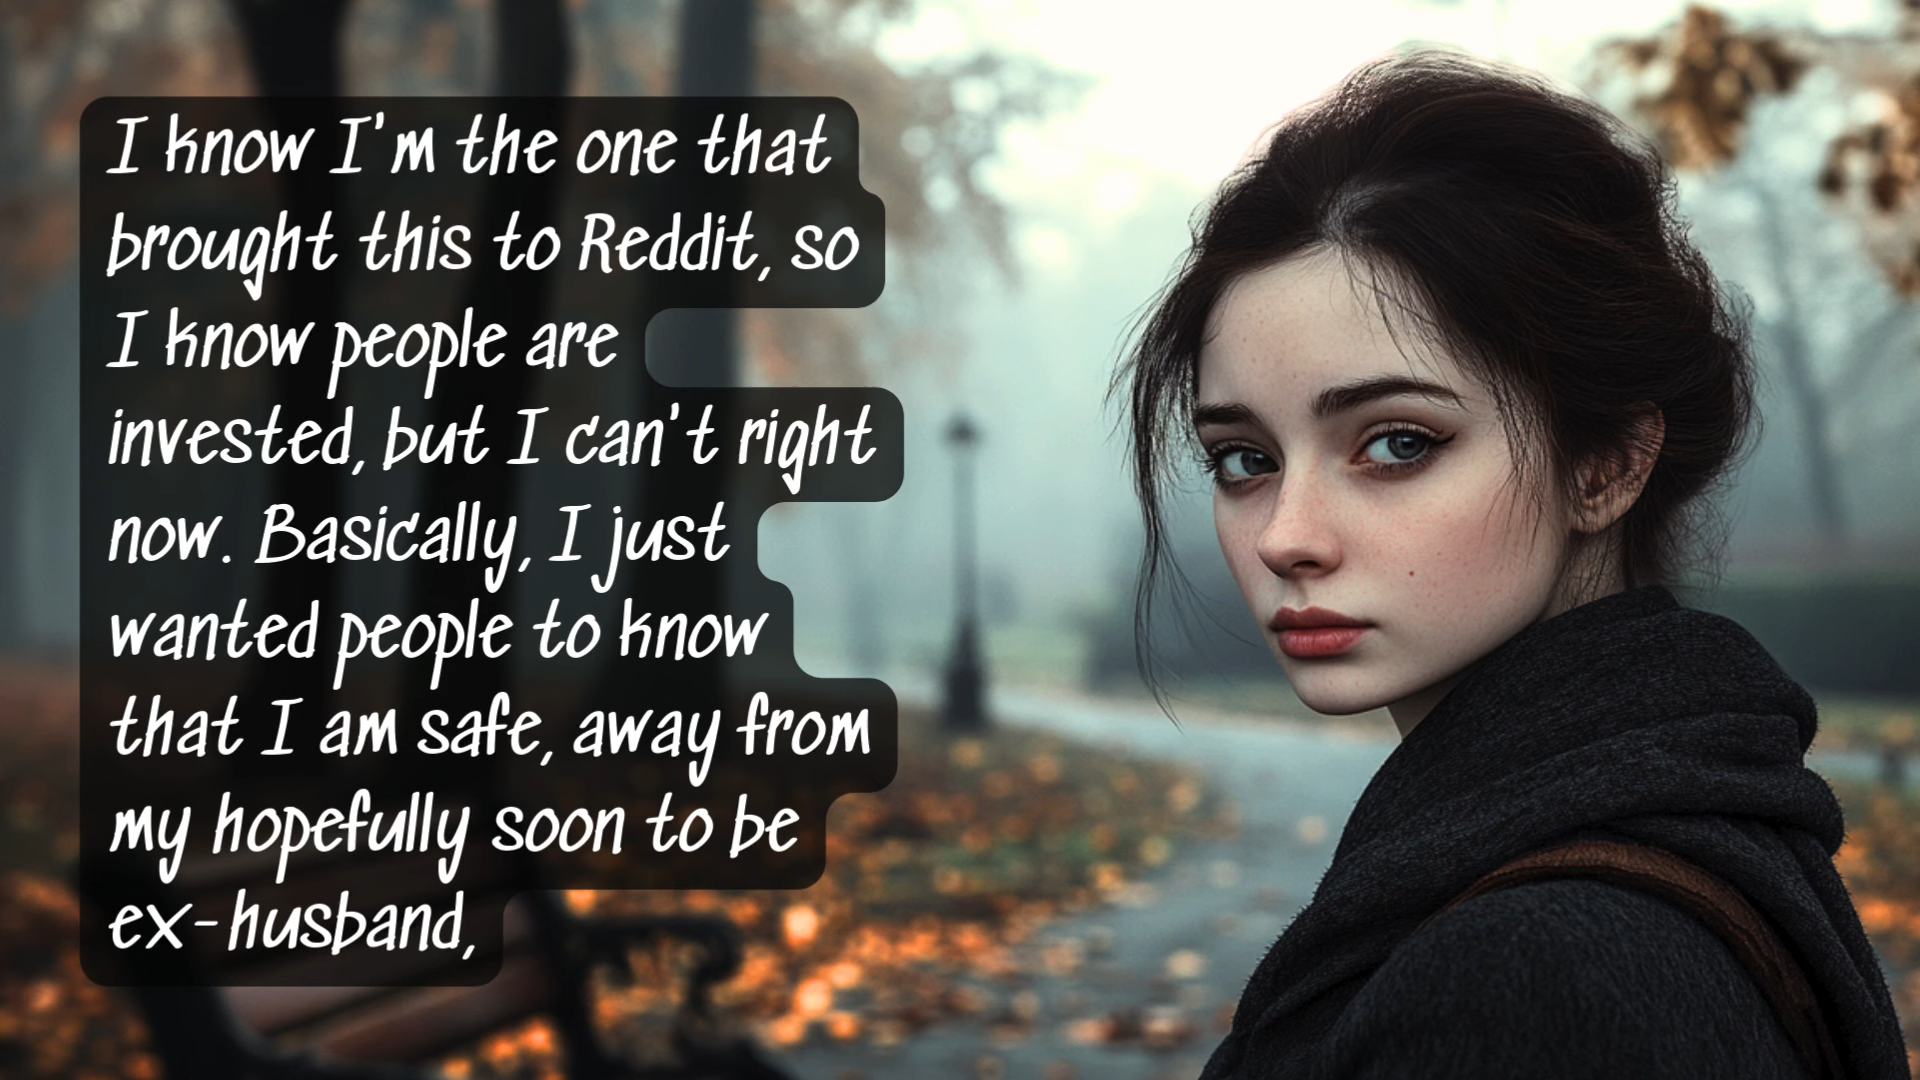 I know I'm the one that
brought this to Reddit, so
I know people are
invested, but I can't right
now. Basically, I just
wanted people to know
that I am safe, away from
my hopefully soon to be
ex-husband,